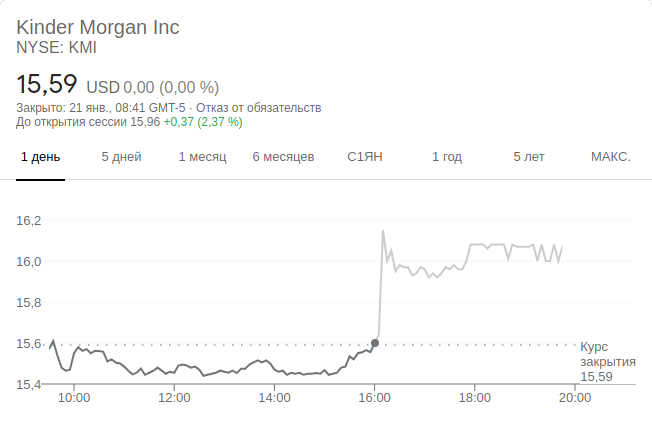 Kinder Morgan Inc
NYSE: KMI
15,59 USD 0,00 (0,00 %)
Закрыто: 21 янв., 08:41 GMT-5 · Отказ от обязательств
До открытия сессии 15,96 +0,37 (2,37 %)
1 день 5 дней 1 месяц 6 месяцев С1ЯН 1 год 5 лет МАКС.
16,2
16,0
15,8
15,6
Курс
закрытия
15,59
15,4
10:00 12:00 14:00 16:00 18:00 20:00